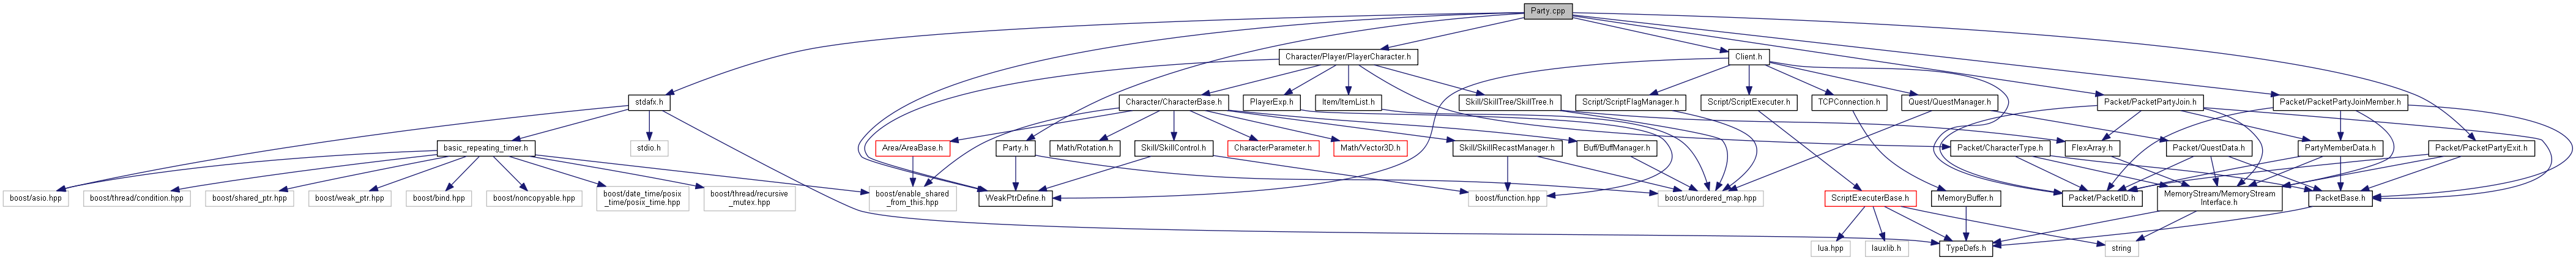 Party.cpp
Character/Player/PlayerCharacter.h
Client.h
stdafx.h
Character/CharacterBase.h
PlayerExp.h
Item/ItemList.h
Skill/SkillTree/SkillTree.h
Script/ScriptFlagManager.h
Script/ScriptExecuter.h
TCPConnection.h
Quest/QuestManager.h
Packet/PacketPartyJoin.h
Packet/PacketPartyJoinMember.h
basic_repeating_timer.h
stdio.h
Area/AreaBase.h
Party.h
Math/Rotation.h
Skill/SkillControl.h
CharacterParameter.h
Math/Vector3D.h
Skill/SkillRecastManager.h
Buff/BuffManager.h
Packet/CharacterType.h
FlexArray.h
Packet/QuestData.h
PartyMemberData.h
Packet/PacketPartyExit.h
boost/asio.hpp
boost/thread/condition.hpp
boost/shared_ptr.hpp
boost/weak_ptr.hpp
boost/bind.hpp
boost/noncopyable.hpp
boost/date_time/posix
_time/posix_time.hpp
boost/thread/recursive
_mutex.hpp
boost/enable_shared
_from_this.hpp
WeakPtrDefine.h
boost/function.hpp
boost/unordered_map.hpp
ScriptExecuterBase.h
MemoryBuffer.h
Packet/PacketID.h
MemoryStream/MemoryStream
Interface.h
PacketBase.h
lua.hpp
lauxlib.h
TypeDefs.h
string